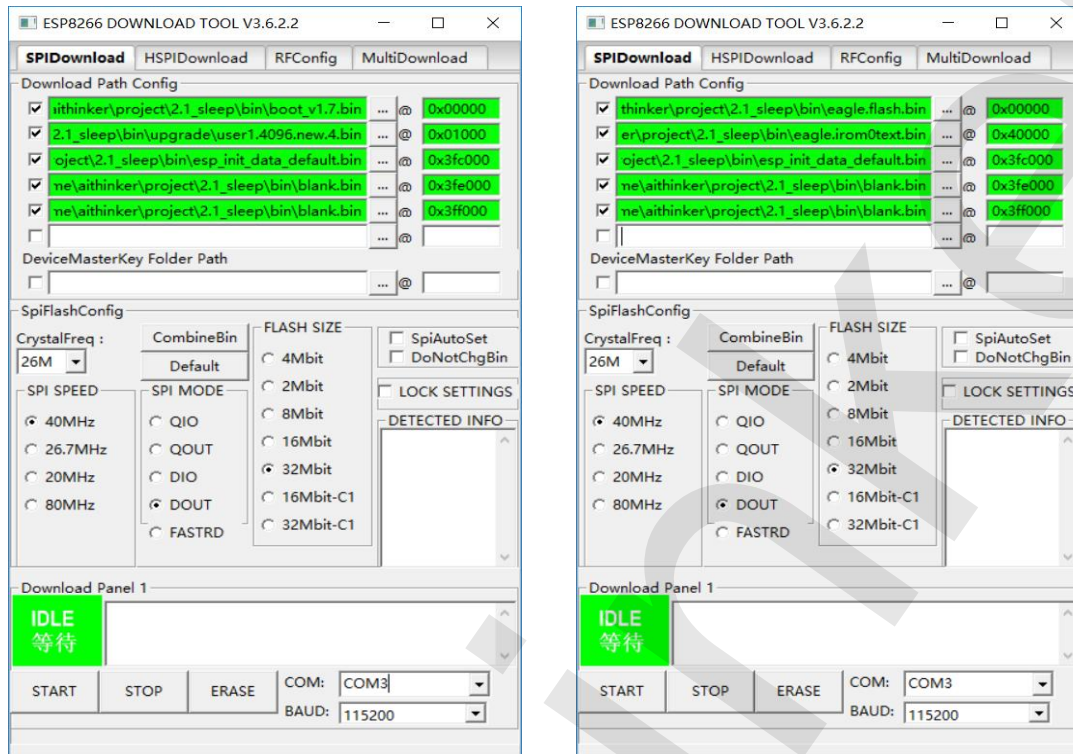 ESP8266 DOWNLOAD TOOL V3.6.2.2
SPIDownload HSPIDownload RFConfig MultiDownload
Download Path Config
aithinker\project\2.1_sleep\bin\boot_v1.7.bin ... @ 0x00000
2.1_sleep\bin\upgrade\user1.4096.new.4.bin ... @ 0x01000
oject\2.1_sleep\bin\esp_init_data_default.bin ... @ 0x3fc000
me\aithinker\project\2.1_sleep\bin\blank.bin ... @ 0x3fe000
me\aithinker\project\2.1_sleep\bin\blank.bin ... @ 0x3ff000
... @
DeviceMasterKey Folder Path
... @
SpiFlashConfig
CrystalFreq :
26M
CombineBin
Default
SPI SPEED
40MHz
26.7MHz
20MHz
80MHz
SPI MODE
QIO
QOUT
DIO
DOUT
FASTRD
FLASH SIZE
4Mbit
2Mbit
8Mbit
16Mbit
32Mbit
16Mbit-C1
32Mbit-C1
SpiAutoSet
DoNotChgBin
LOCK SETTINGS
DETECTED INFO
Download Panel 1
IDLE
等待
START STOP ERASE
COM: COM3
BAUD: 115200
ESP8266 DOWNLOAD TOOL V3.6.2.2
SPIDownload HSPIDownload RFConfig MultiDownload
Download Path Config
thinker\project\2.1_sleep\bin\eagle.flash.bin ... @ 0x00000
er\project\2.1_sleep\bin\eagle.irom0text.bin ... @ 0x40000
oject\2.1_sleep\bin\esp_init_data_default.bin ... @ 0x3fc000
me\aithinker\project\2.1_sleep\bin\blank.bin ... @ 0x3fe000
me\aithinker\project\2.1_sleep\bin\blank.bin ... @ 0x3ff000
... @
DeviceMasterKey Folder Path
... @
SpiFlashConfig
CrystalFreq :
26M
CombineBin
Default
SPI SPEED
40MHz
26.7MHz
20MHz
80MHz
SPI MODE
QIO
QOUT
DIO
DOUT
FASTRD
FLASH SIZE
4Mbit
2Mbit
8Mbit
16Mbit
32Mbit
16Mbit-C1
32Mbit-C1
SpiAutoSet
DoNotChgBin
LOCK SETTINGS
DETECTED INFO
Download Panel 1
IDLE
等待
START STOP ERASE
COM: COM3
BAUD: 115200